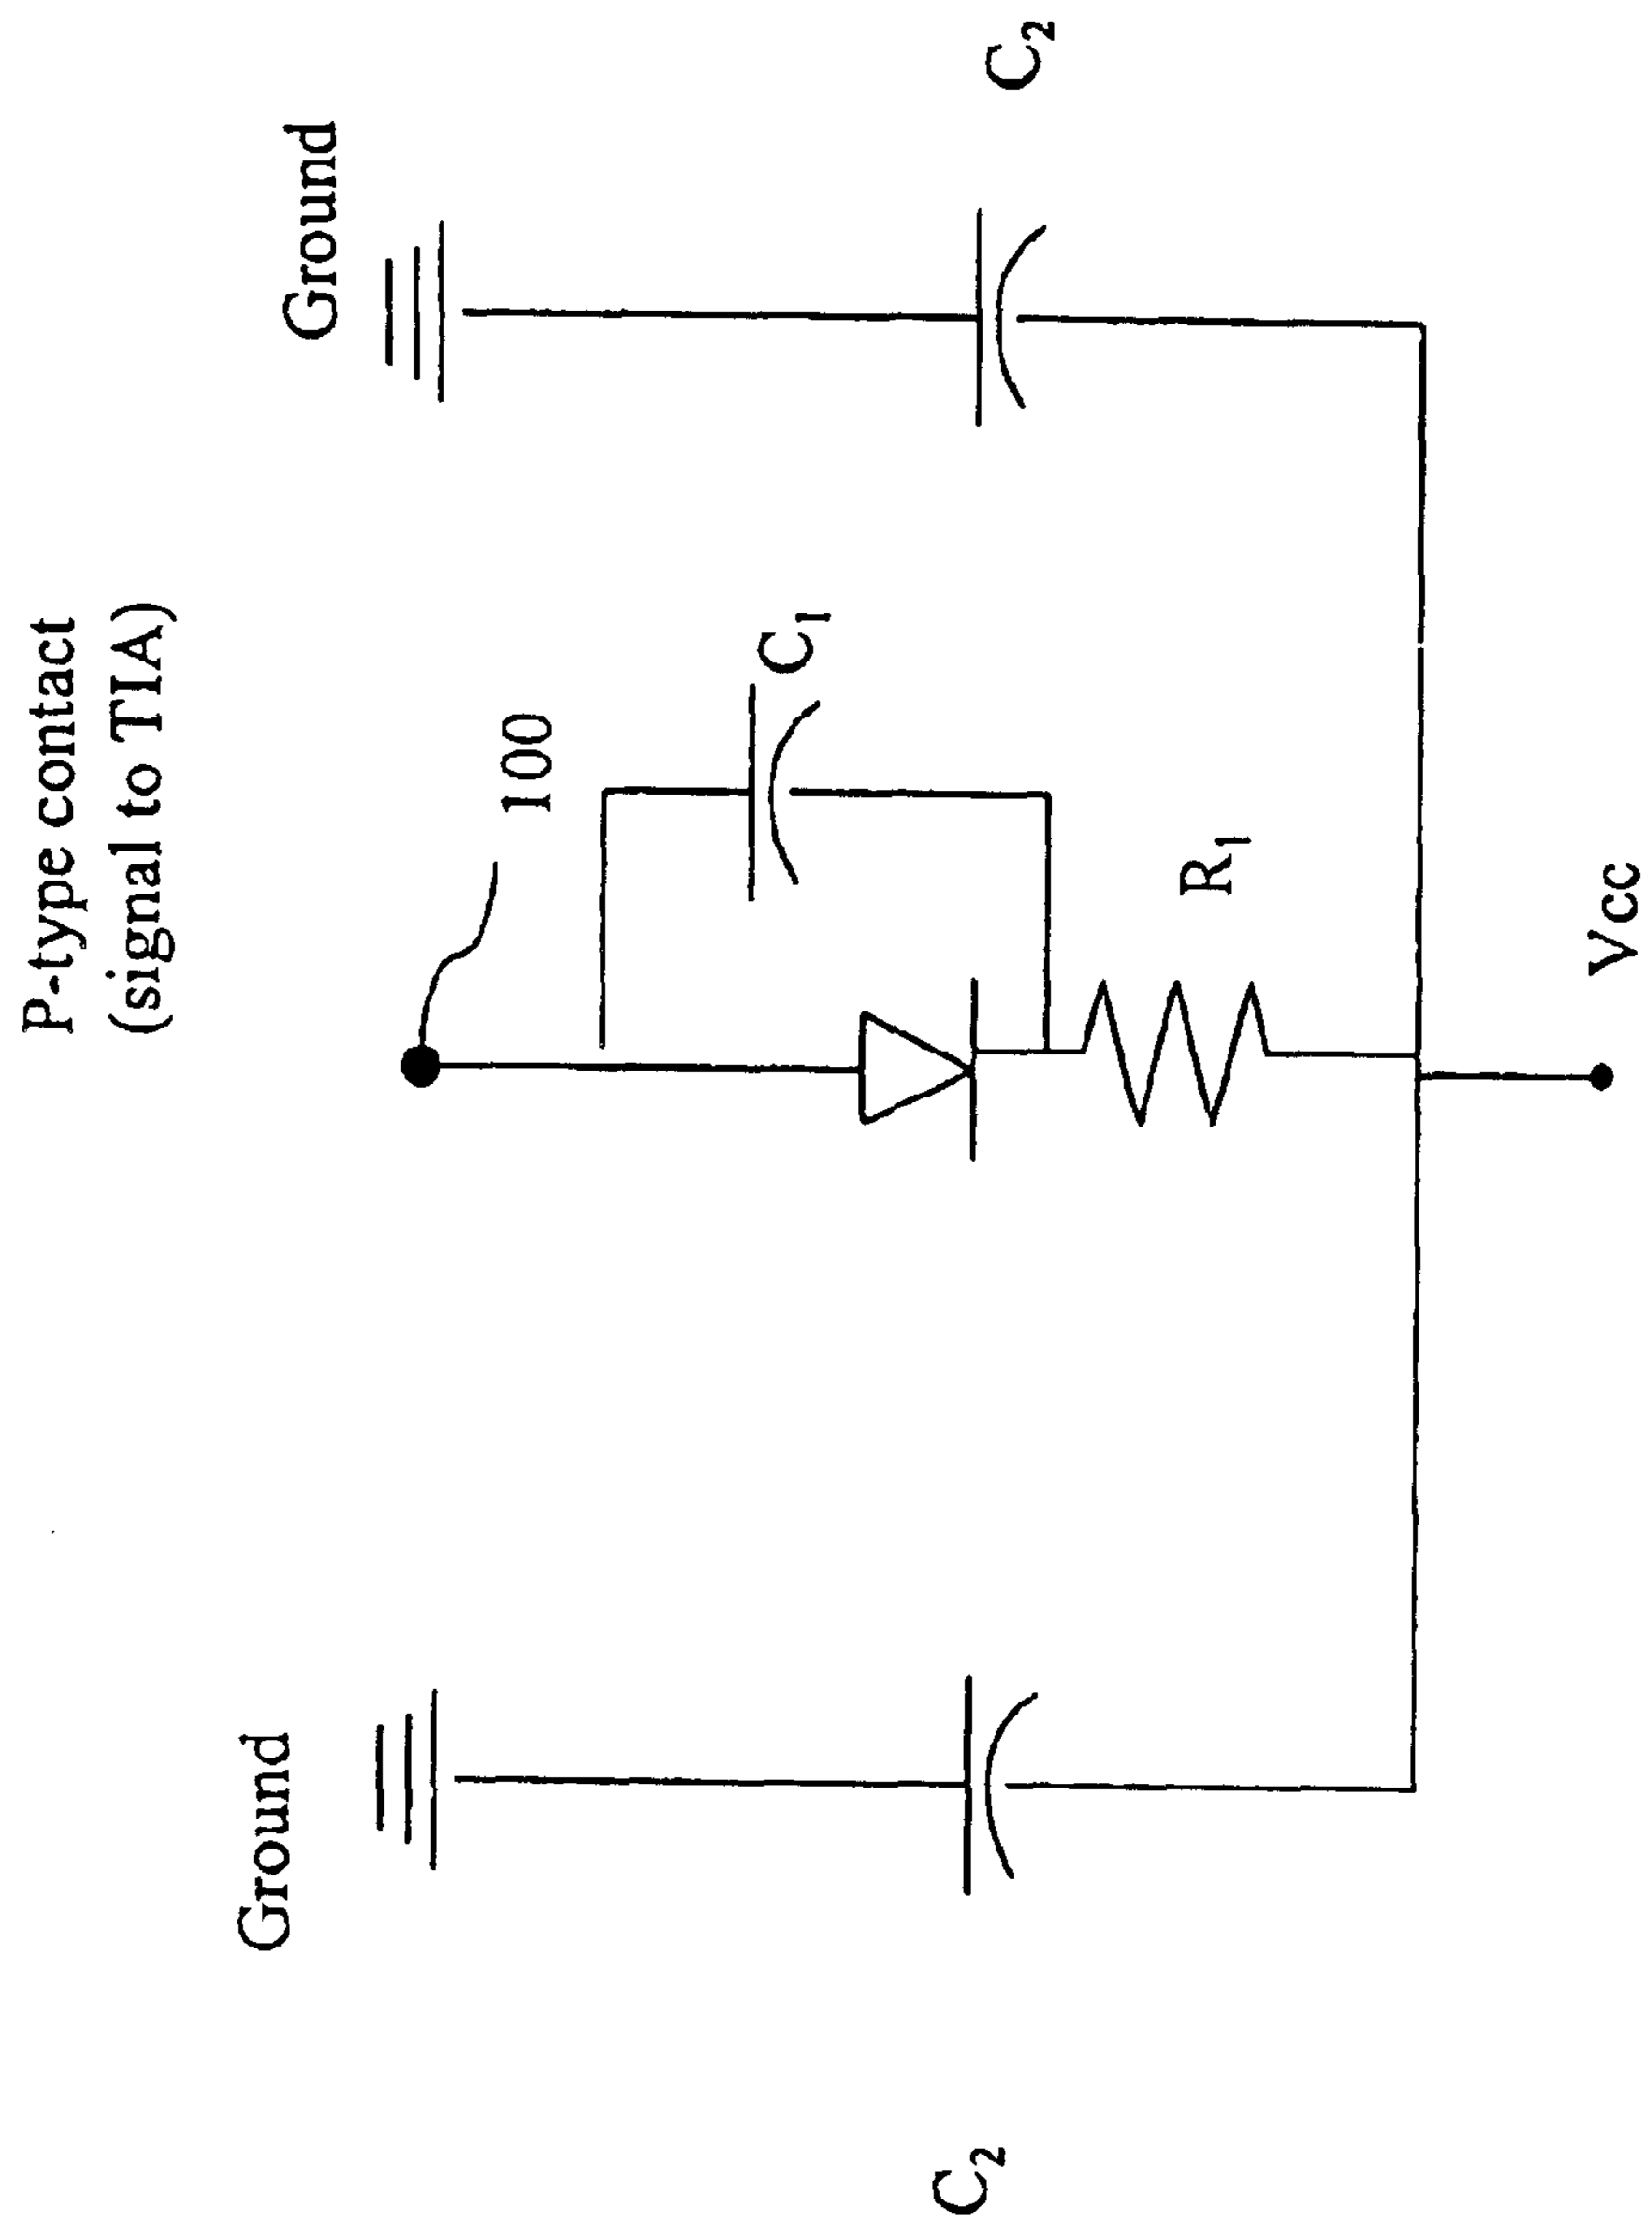 P-type contact
(signal to TIA)
Ground
Ground
100
C1
C2
C2
R1
Vcc